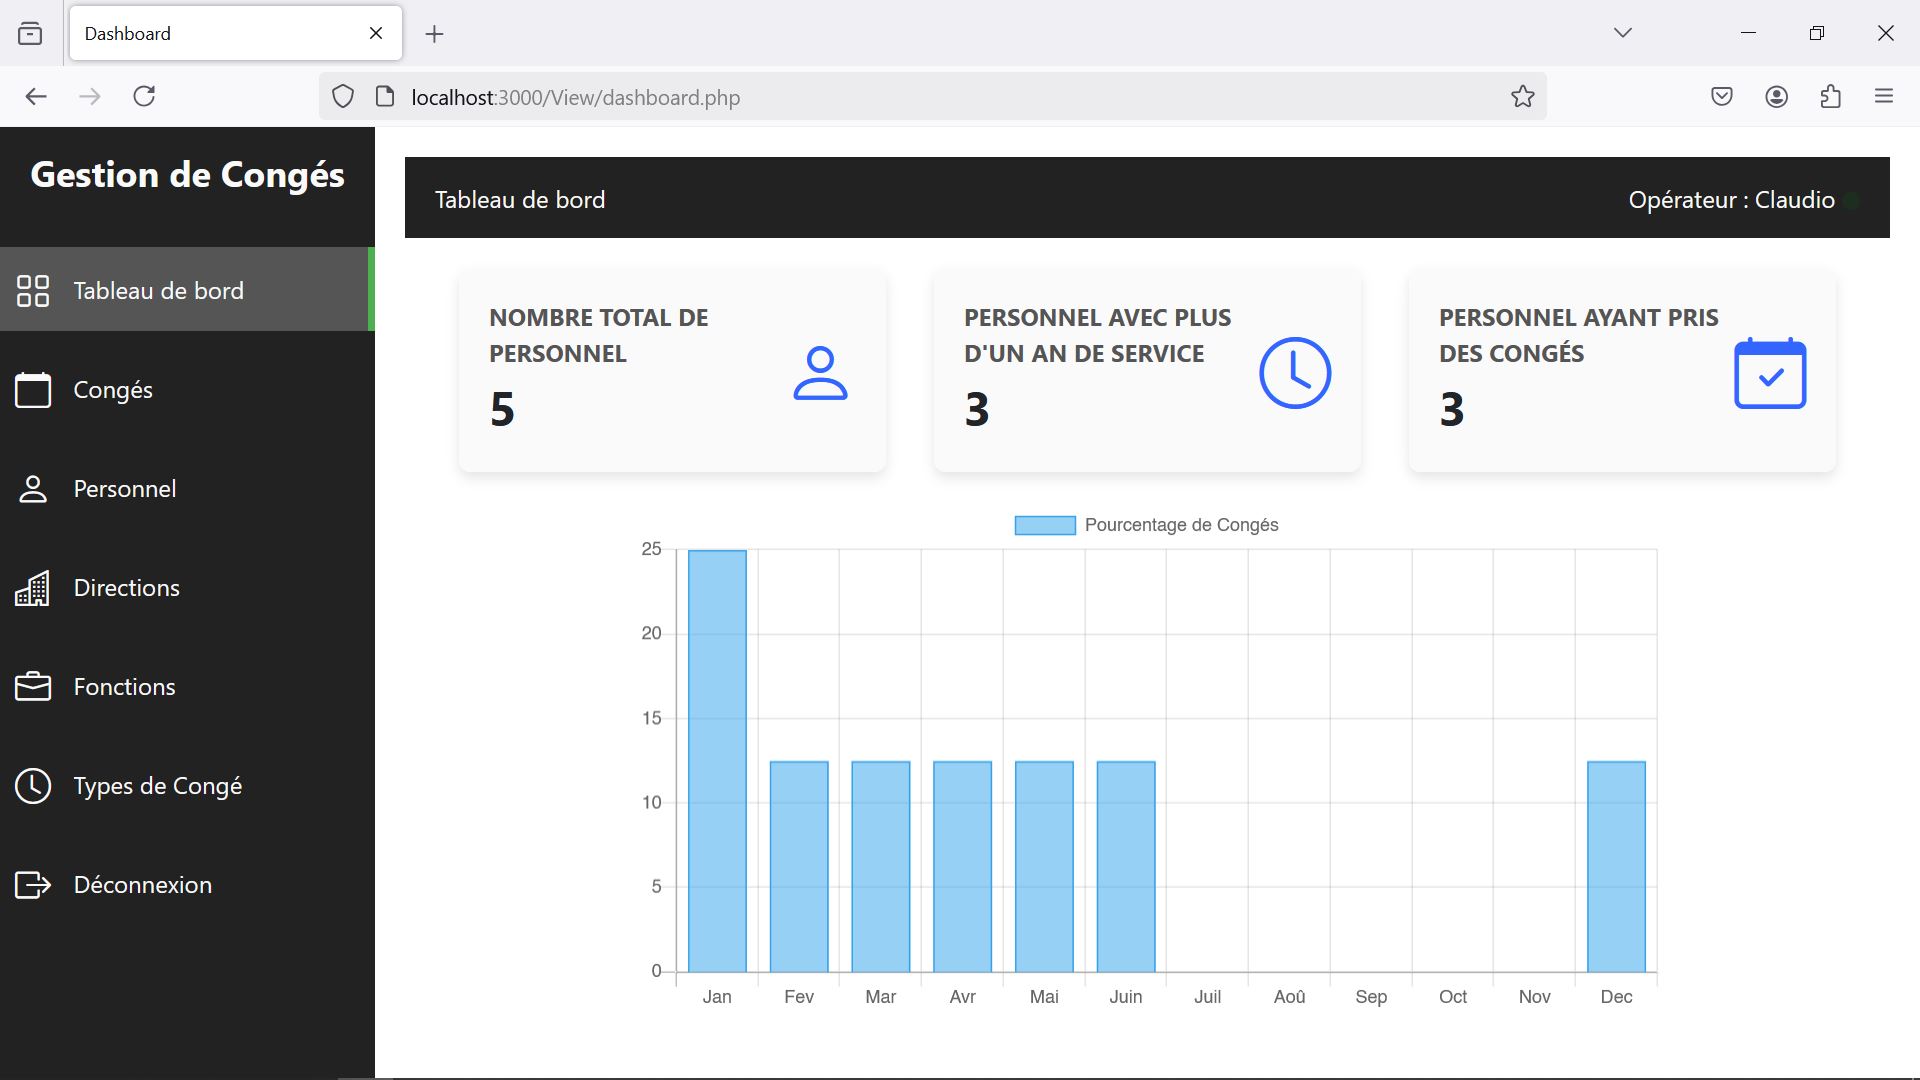 Dashboard
localhost:3000/View/dashboard.php
Gestion de Congés
Tableau de bord
Congés
Personnel
Directions
Fonctions
Types de Congé
Déconnexion
Tableau de bord
Opérateur : Claudio
NOMBRE TOTAL DE
PERSONNEL
5
PERSONNEL AVEC PLUS
D'UN AN DE SERVICE
3
PERSONNEL AYANT PRIS
DES CONGÉS
3
Pourcentage de Congés
25
20
15
10
5
0
Jan Fev Mar Avr Mai Juin Juil Aoû Sep Oct Nov Dec